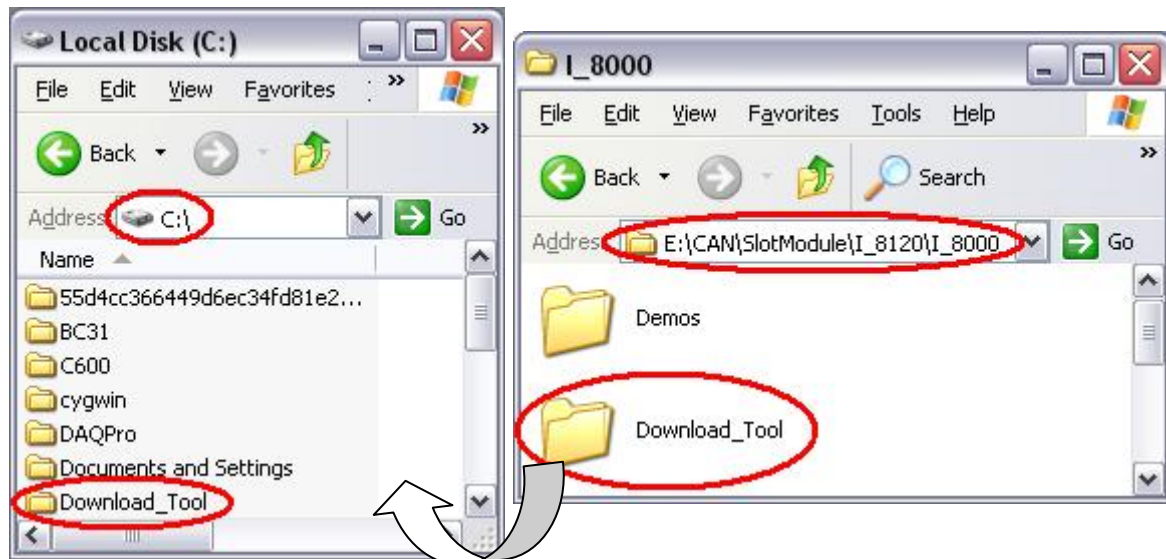 Local Disk (C:)
File Edit View Favorites »
Back »
Address C:\ Go
Name
55d4cc366449d6ec34fd81e2...
BC31
C600
cygwin
DAQPro
Documents and Settings
Download_Tool
I_8000
File Edit View Favorites Tools Help
Back Search »
Addres E:\CAN\SlotModule\I_8120\I_8000 Go
Demos
Download_Tool